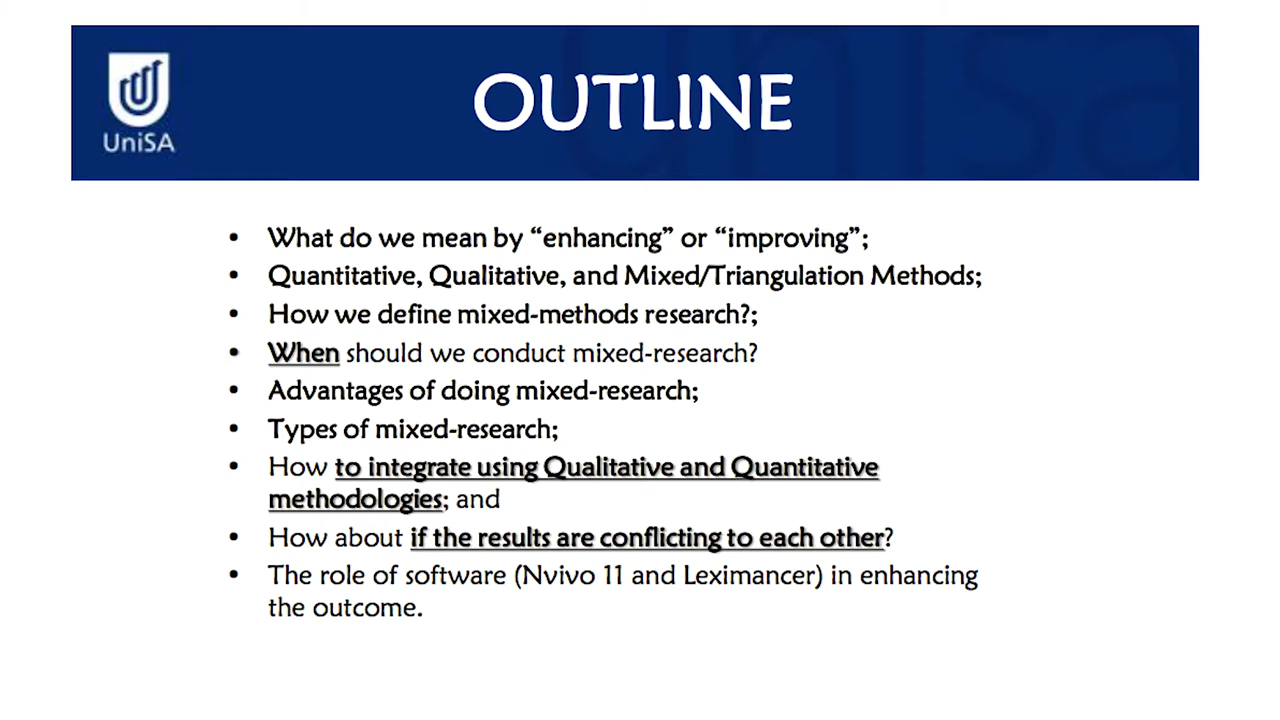 UniSA
OUTLINE
• What do we mean by “enhancing” or “improving”;
• Quantitative, Qualitative, and Mixed/Triangulation Methods;
• How we define mixed-methods research?;
• When should we conduct mixed-research?
• Advantages of doing mixed-research;
• Types of mixed-research;
• How to integrate using Qualitative and Quantitative
methodologies; and
• How about if the results are conflicting to each other?
• The role of software (Nvivo 11 and Leximancer) in enhancing
the outcome.